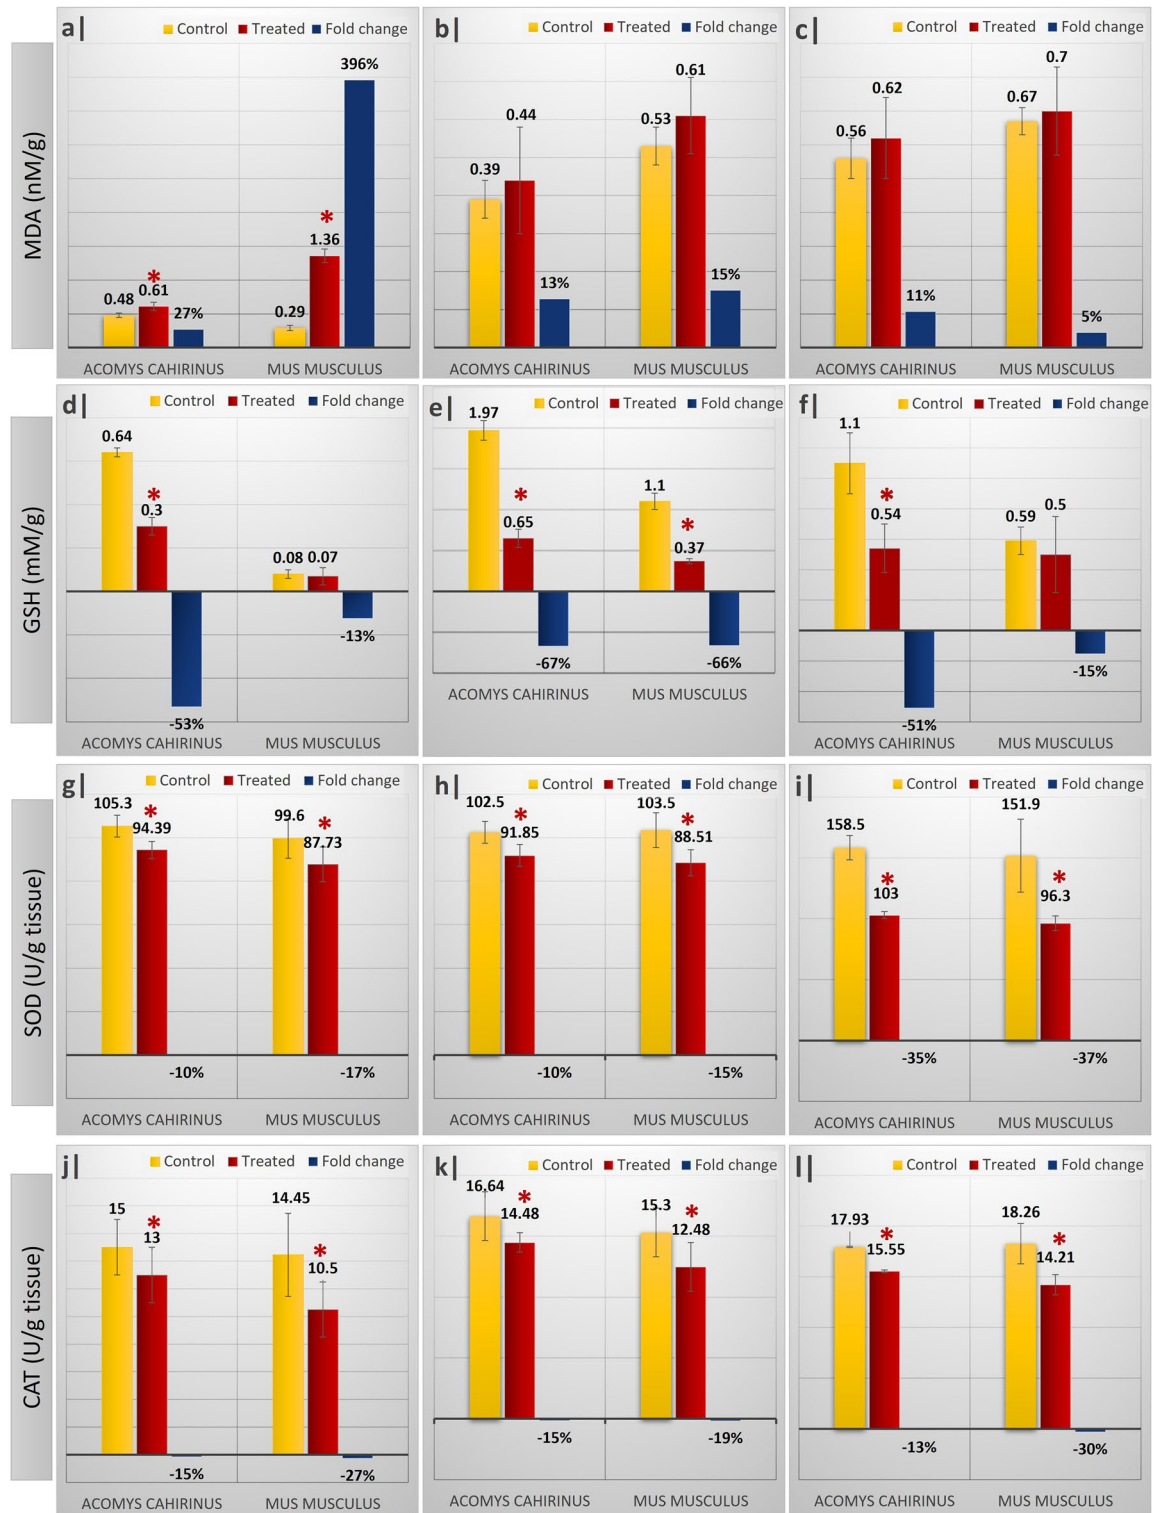 MDA (nM/g)
a|
Control Treated Fold change
396%
1.36
0.48 0.61 27% 0.29
ACOMYS CAHIRINUS MUS MUSCULUS
b|
Control Treated Fold change
0.61
0.44 0.53
0.39
13% 15%
ACOMYS CAHIRINUS MUS MUSCULUS
c|
Control Treated Fold change
0.7
0.62 0.67
0.56
11% 5%
ACOMYS CAHIRINUS MUS MUSCULUS
GSH (mM/g)
d|
Control Treated Fold change
0.64
0.3
0.08 0.07
-13%
-53%
ACOMYS CAHIRINUS MUS MUSCULUS
e|
Control Treated Fold change
1.97
1.1
0.65 0.37
-67% -66%
ACOMYS CAHIRINUS MUS MUSCULUS
f|
Control Treated Fold change
1.1
0.54 0.59 0.5
-15%
-51%
ACOMYS CAHIRINUS MUS MUSCULUS
SOD (U/g tissue)
g|
Control Treated Fold change
105.3 99.6
94.39 87.73
-10% -17%
ACOMYS CAHIRINUS MUS MUSCULUS
h|
Control Treated Fold change
102.5 103.5
91.85 88.51
-10% -15%
ACOMYS CAHIRINUS MUS MUSCULUS
i|
Control Treated Fold change
151.9
158.5
103 96.3
-35% -37%
ACOMYS CAHIRINUS MUS MUSCULUS
CAT (U/g tissue)
j|
Control Treated Fold change
15 14.45
13 10.5
-15% -27%
ACOMYS CAHIRINUS MUS MUSCULUS
k|
Control Treated Fold change
16.64 15.3
14.48 12.48
-15% -19%
ACOMYS CAHIRINUS MUS MUSCULUS
l|
Control Treated Fold change
17.93 18.26
15.55 14.21
-13% -30%
ACOMYS CAHIRINUS MUS MUSCULUS